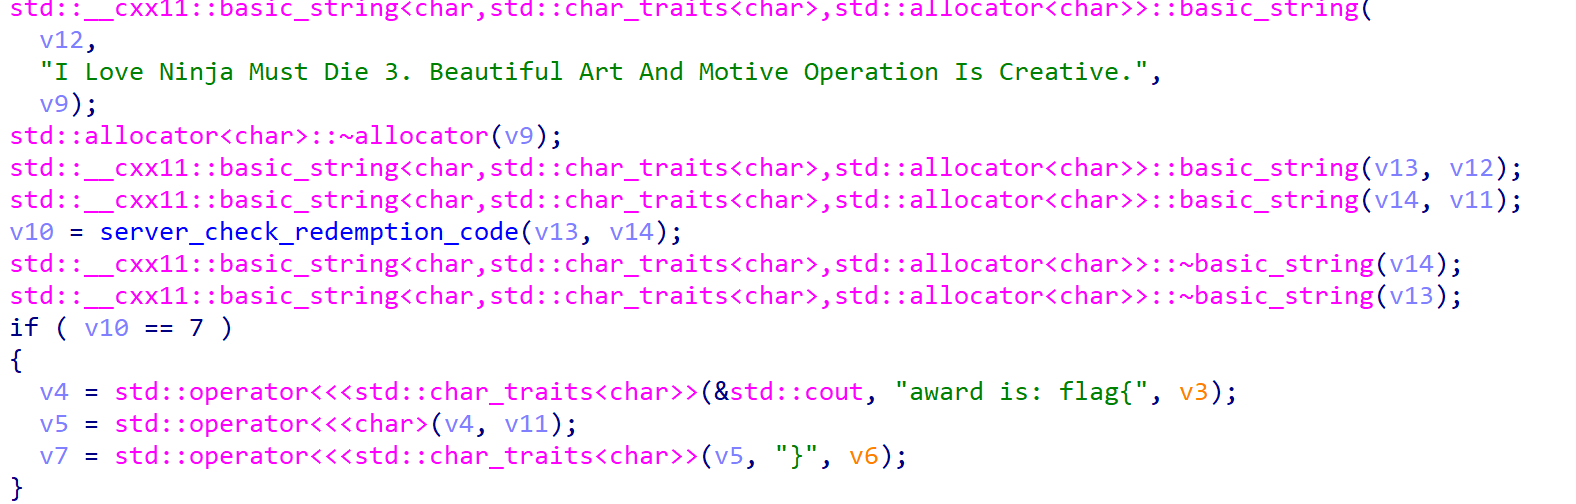 std::__cxx11::basic_string<char,std::char_traits<char>,std::allocator<char>>::basic_string(
  v12,
  "I Love Ninja Must Die 3. Beautiful Art And Motive Operation Is Creative.",
  v9);
std::allocator<char>::~allocator(v9);
std::__cxx11::basic_string<char,std::char_traits<char>,std::allocator<char>>::basic_string(v13, v12);
std::__cxx11::basic_string<char,std::char_traits<char>,std::allocator<char>>::basic_string(v14, v11);
v10 = server_check_redemption_code(v13, v14);
std::__cxx11::basic_string<char,std::char_traits<char>,std::allocator<char>>::~basic_string(v14);
std::__cxx11::basic_string<char,std::char_traits<char>,std::allocator<char>>::~basic_string(v13);
if ( v10 == 7 )
{
  v4 = std::operator<<<std::char_traits<char>>(&std::cout, "award is: flag{", v3);
  v5 = std::operator<<<char>(v4, v11);
  v7 = std::operator<<<std::char_traits<char>>(v5, "}", v6);
}